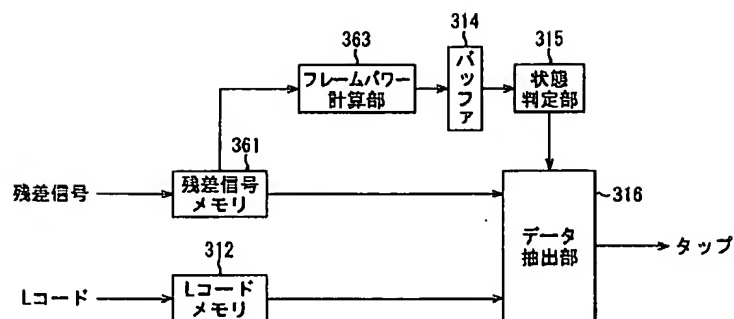 314
363
315
バッファ
フレームパワー
計算部
状態
判定部
361
残差信号
残差信号
メモリ
316
データ
抽出部
タップ
312
Lコード
Lコード
メモリ